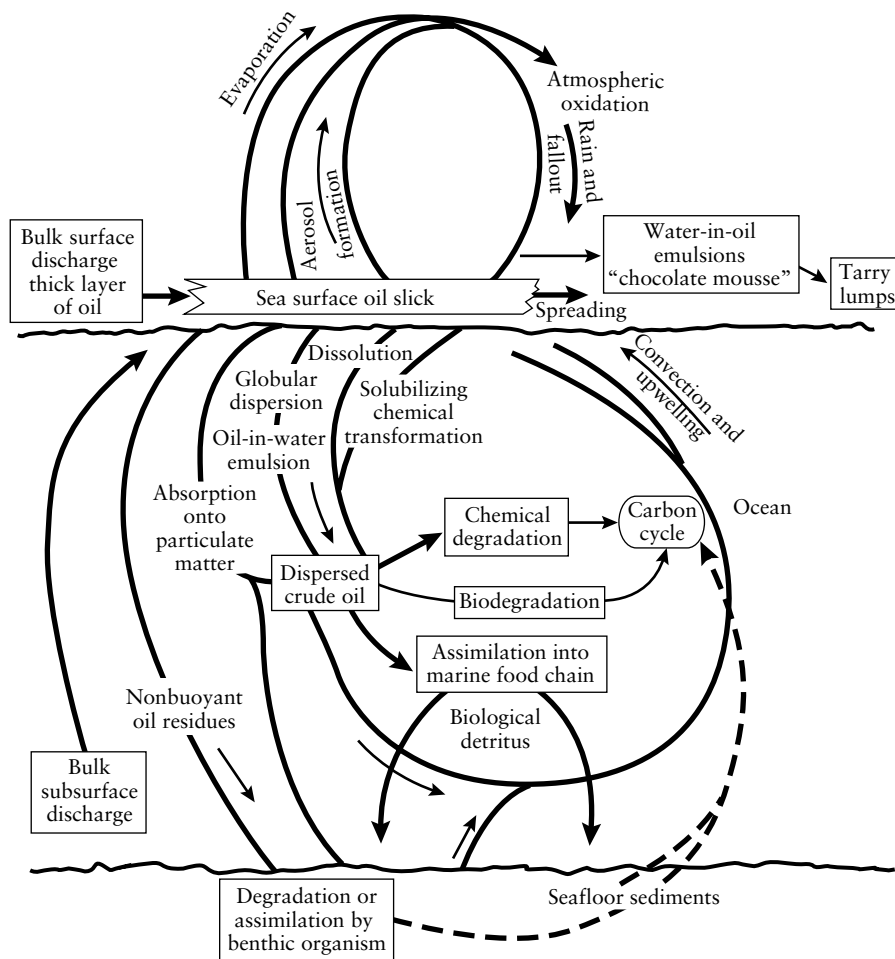 Evaporation
Atmospheric
oxidation
Rain and
fallout
Aerosol
formation
Bulk surface
discharge
thick layer
of oil
Sea surface oil slick
Spreading
Water-in-oil
emulsions
“chocolate mousse”
Tarry
lumps
Dissolution
Globular
dispersion
Solubilizing
chemical
transformation
Oil-in-water
emulsion
Convection and
upwelling
Absorption
onto
particulate
matter
Chemical
degradation
Carbon
cycle
Ocean
Dispersed
crude oil
Biodegradation
Assimilation into
marine food chain
Nonbuoyant
oil residues
Biological
detritus
Bulk
subsurface
discharge
Degradation or
assimilation by
benthic organism
Seafloor sediments